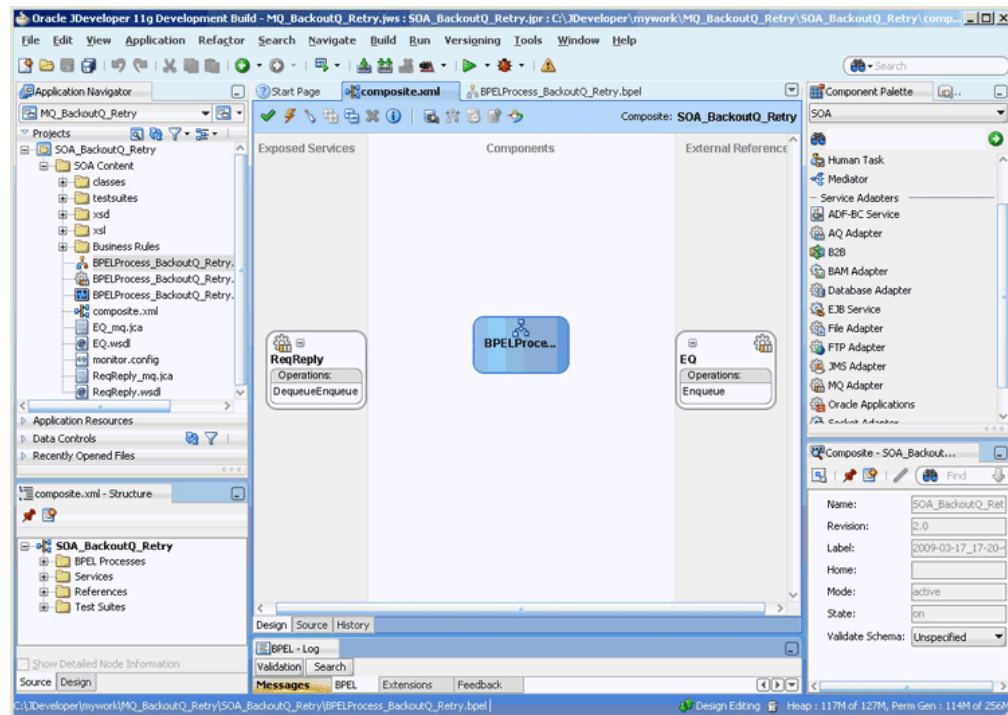 Oracle JDeveloper 11g Development Build - MQ_BackoutQ_Retry.jws : SOA_BackoutQ_Retry.jpr : C:\JDeveloper\mywork\MQ_BackoutQ_Retry\SOA_BackoutQ_Retry\comp...
File Edit View Application Refactor Search Navigate Build Run Versioning Tools Window Help
Search
Application Navigator
MQ_BackoutQ_Retry
Projects
SOA_BackoutQ_Retry
SOA Content
classes
testsuites
xsd
xsl
Business Rules
BPELProcess_BackoutQ_Retry.
BPELProcess_BackoutQ_Retry.
BPELProcess_BackoutQ_Retry.
composite.xml
EQ_mq.jca
EQ.wsdl
monitor.config
ReqReply_mq.jca
ReqReply.wsdl
Application Resources
Data Controls
Recently Opened Files
composite.xml - Structure
SOA_BackoutQ_Retry
BPEL Processes
Services
References
Test Suites
Show Detailed Node Information
Source Design
Start Page composite.xml BPELProcess_BackoutQ_Retry.bpel
Composite: SOA_BackoutQ_Retry
Exposed Services Components External Reference
ReqReply
Operations:
DequeueEnqueue
BPELProce...
EQ
Operations:
Enqueue
Design Source History
BPEL - Log
Validation Search
Messages BPEL Extensions Feedback
Component Palette
SOA
Human Task
Mediator
Service Adapters
ADF-BC Service
AQ Adapter
B2B
BAM Adapter
Database Adapter
EJB Service
File Adapter
FTP Adapter
JMS Adapter
MQ Adapter
Oracle Applications
Socket Adapter
Composite - SOA_Backout...
Find
Name: SOA_BackoutQ_Ret
Revision: 2.0
Label: 2009-03-17_17-20-
Home:
Mode: active
State: on
Validate Schema: Unspecified
C:\JDeveloper\mywork\MQ_BackoutQ_Retry\SOA_BackoutQ_Retry\BPELProcess_BackoutQ_Retry.bpel
Design Editing Heap : 117M of 127M, Perm Gen : 114M of 256M